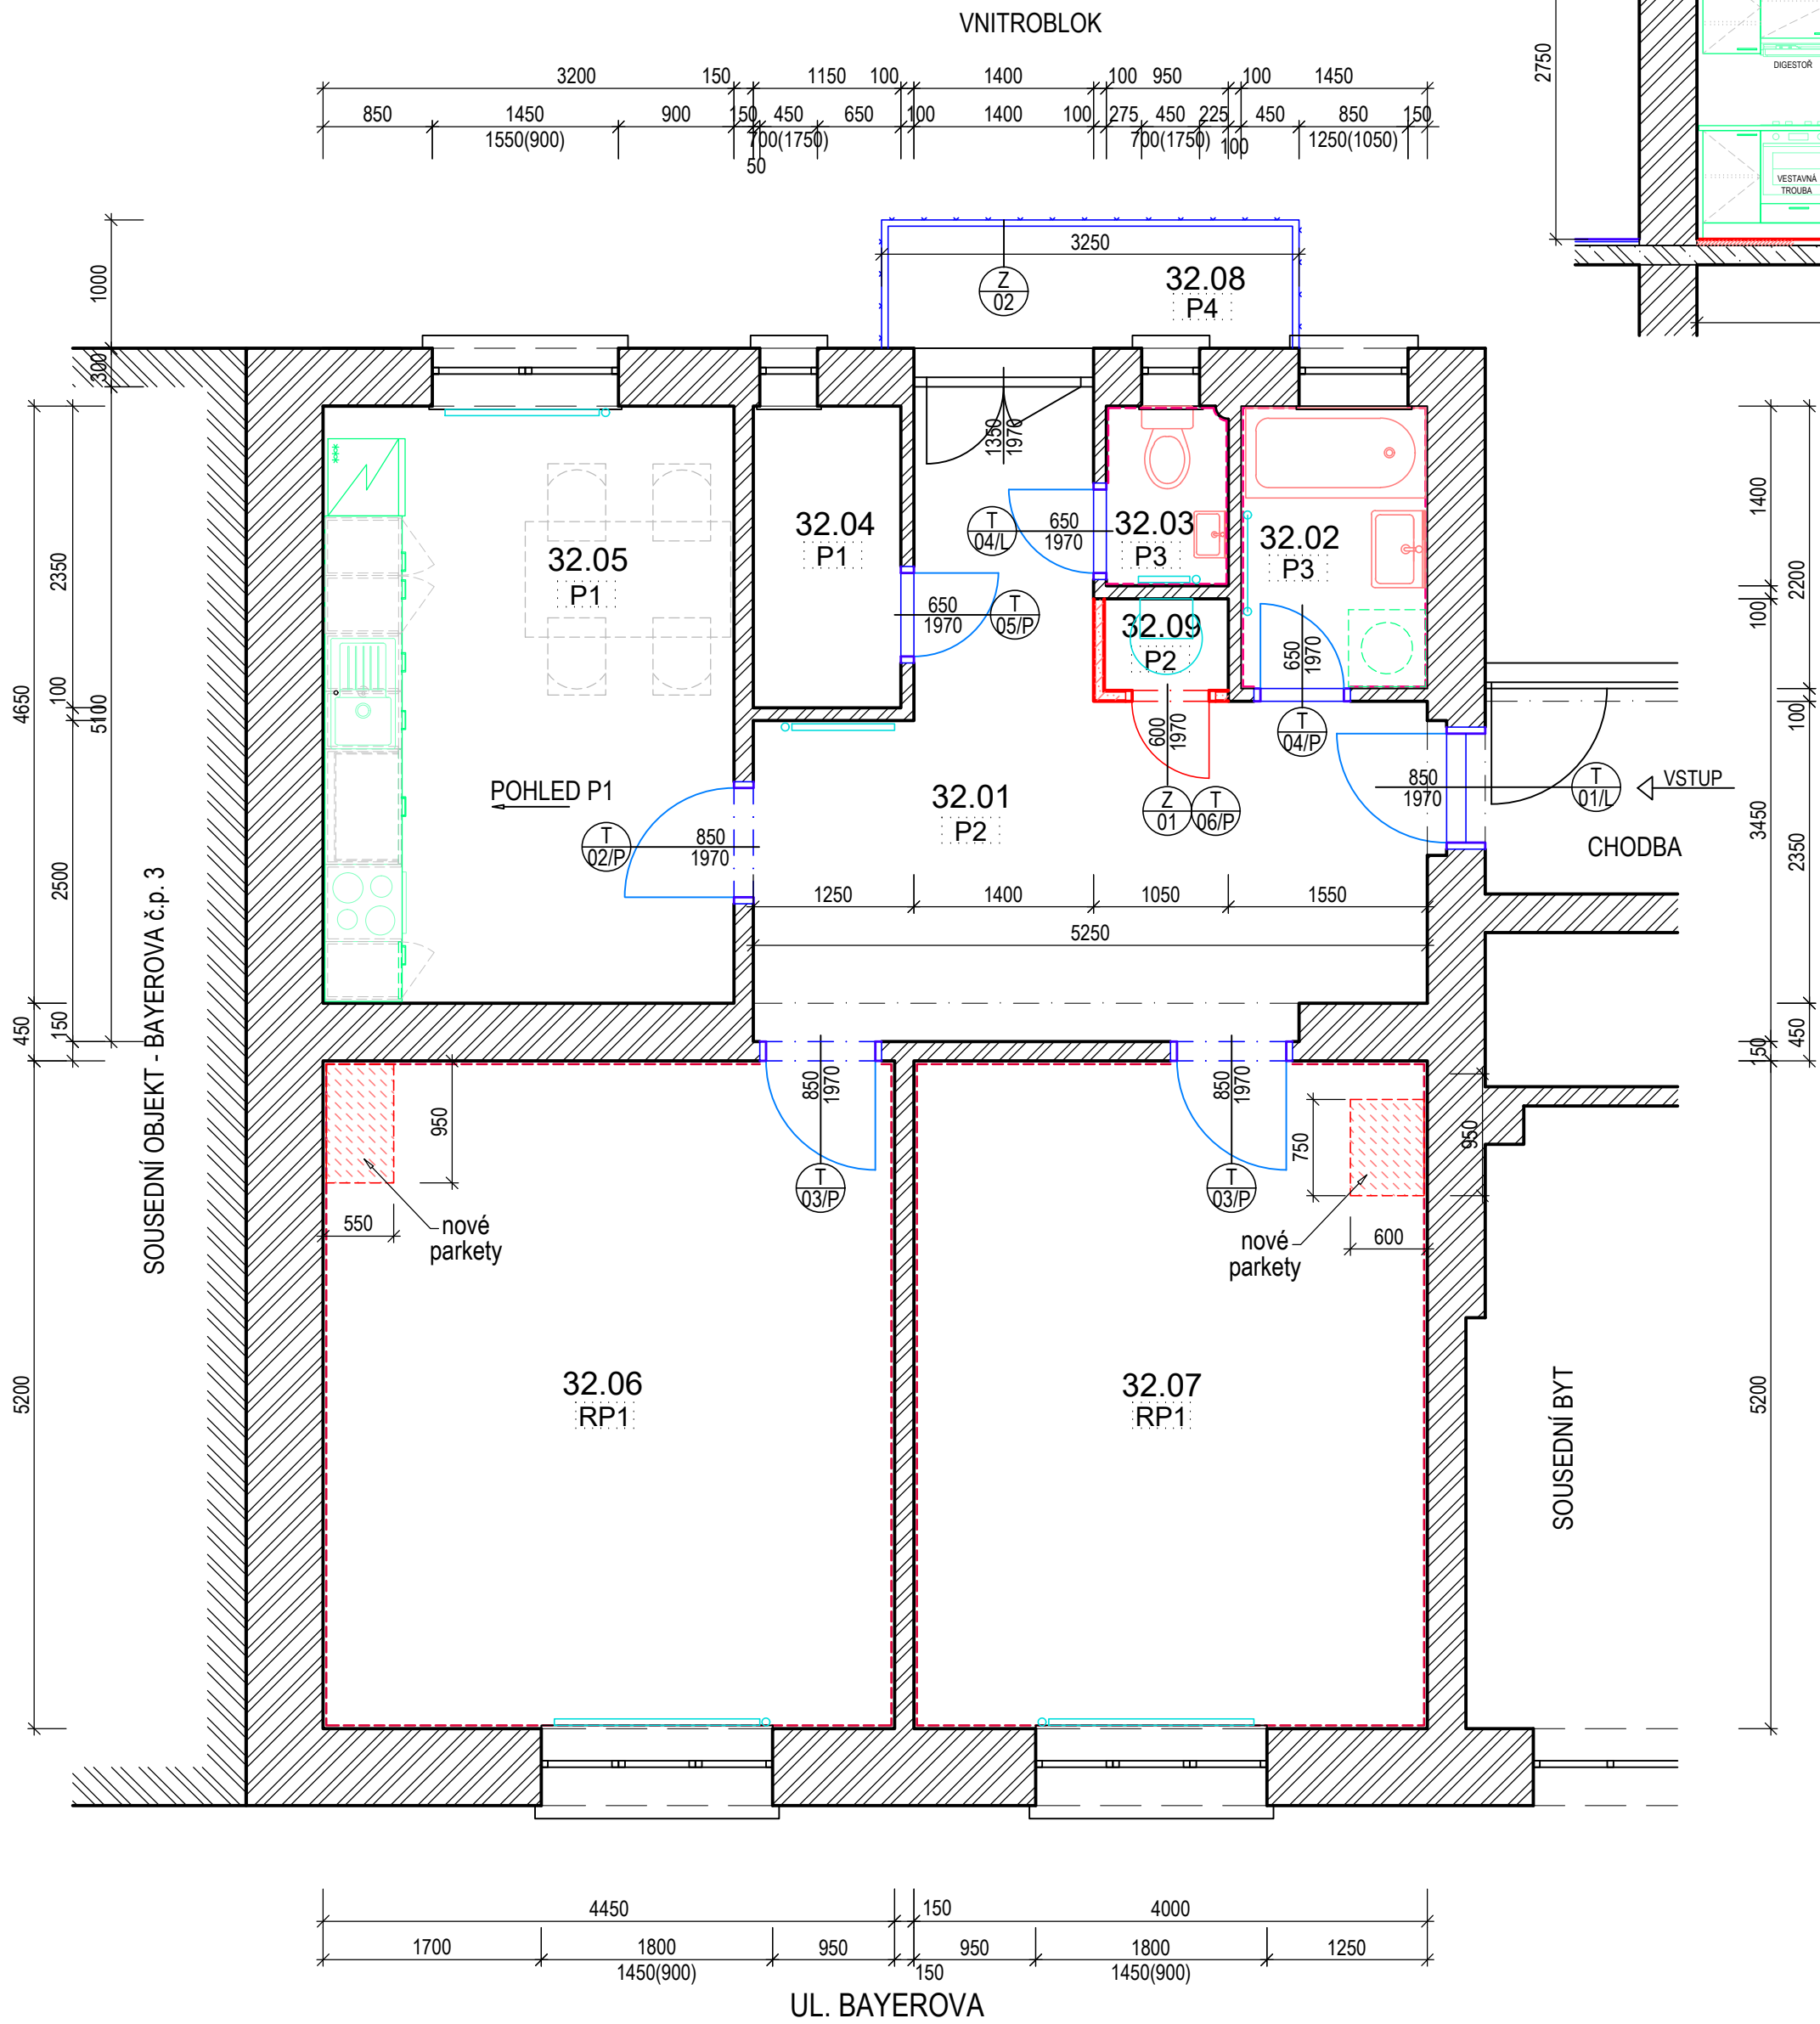 VNITROBLOK
3200 150 1150 100 1400 100 950 100 1450
850 1450 900 150 450 650 100 1400 100 275 450 225 450 850 150
1550(900) 700(1750) 700(1750) 100 1250(1050)
50
2750
DIGESTOŘ
VESTAVNÁ
TROUBA
1000
300
3250
Z
02
32.08
P4
1350
1970
32.05
P1
32.04
P1
T
04/L
650
1970
32.03
P3
32.02
P3
650
1970
T
05/P
32.09
P2
650
1970
T
04/P
600
1970
Z
01
T
06/P
POHLED P1
T
02/P
850
1970
32.01
P2
850
1970
T
01/L
VSTUP
CHODBA
1250 1400 1050 1550
5250
4650
450
5200
2350
100
2500
150
5100
1400
100
3450
150
5200
2200
100
2350
450
SOUSEDNÍ OBJEKT - BAYEROVA č.p. 3
850
1970
T
03/P
850
1970
T
03/P
950
550
nové
parkety
750
950
600
nové
parkety
32.06
RP1
32.07
RP1
SOUSEDNÍ BYT
4450 150 4000
1700 1800 950 150 950 1800 1250
1450(900) 1450(900)
UL. BAYEROVA